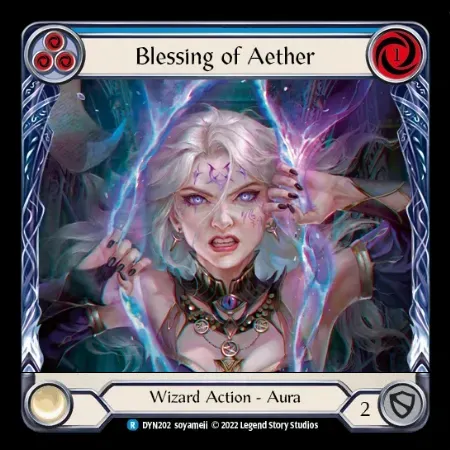 Blessing of Aether
1
Wizard Action - Aura
2
R DYN202 soyameii © 2022 Legend Story Studios